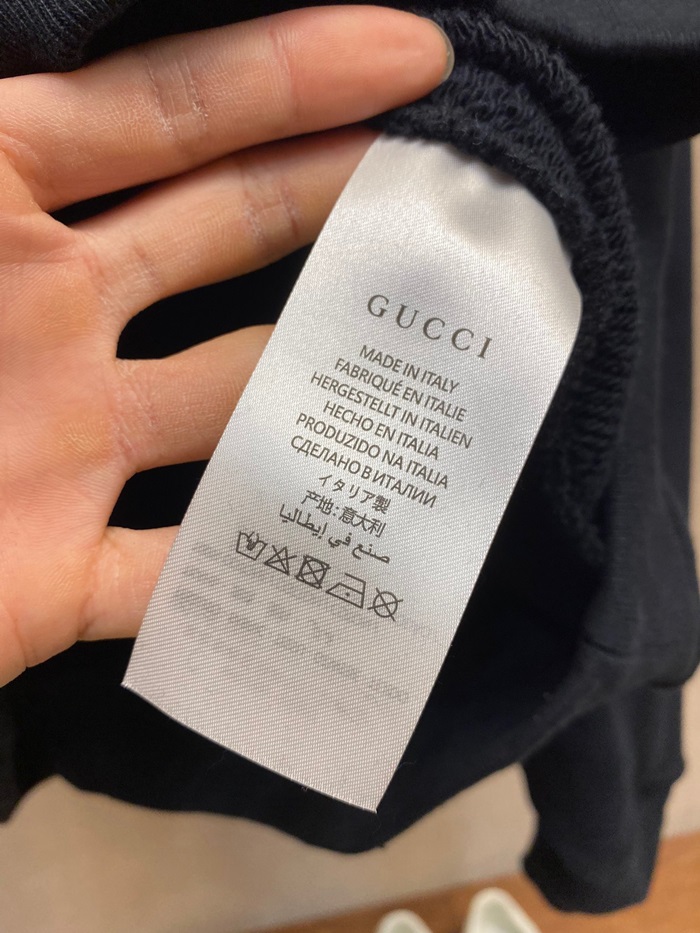 GUCCI
MADE IN ITALY
FABRIQUÉ EN ITALIE
HERGESTELLT IN ITALIEN
HECHO EN ITALIA
PRODUZIDO NA ITALIA
СДЕЛАНО В ИТАЛИИ
イタリア製
产地:意大利
صنع في إيطاليا